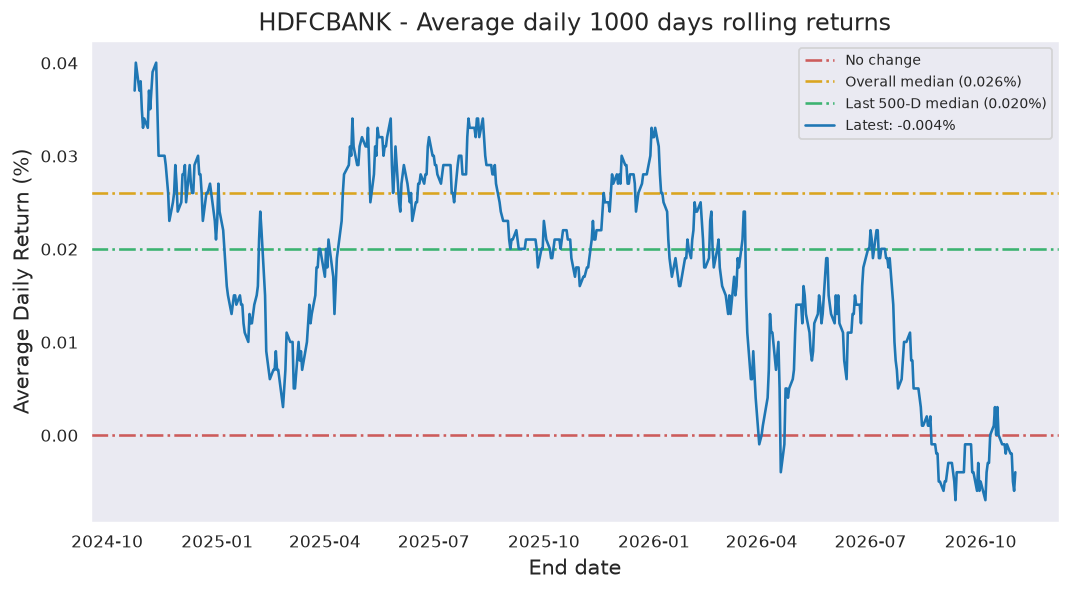 HDFCBANK - Average daily 1000 days rolling returns
No change
Overall median (0.026%)
Last 500-D median (0.020%)
Latest: -0.004%
Average Daily Return (%)
0.04
0.03
0.02
0.01
0.00
2024-10 2025-01 2025-04 2025-07 2025-10 2026-01 2026-04 2026-07 2026-10
End date